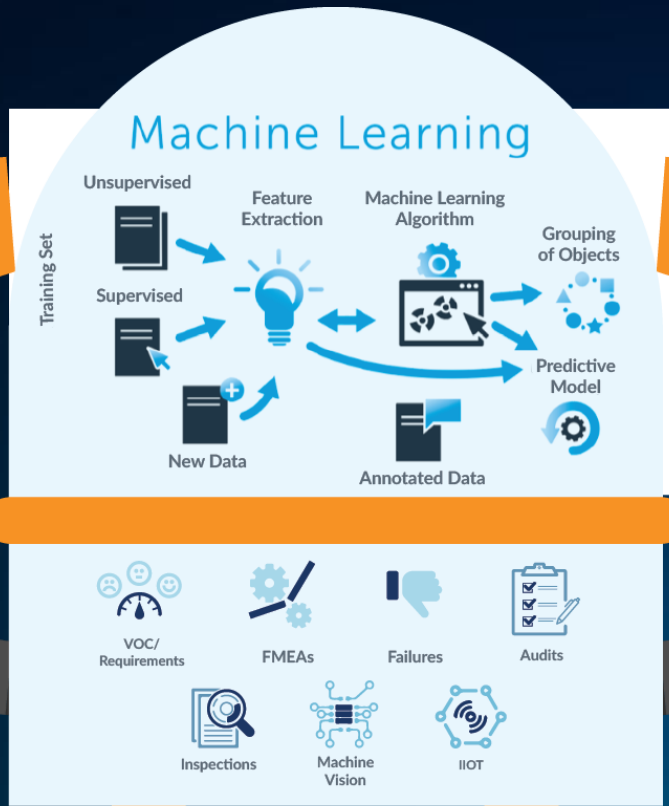 Machine Learning
Unsupervised
Feature
Extraction
Machine Learning
Algorithm
Grouping
of Objects
Training Set
Supervised
Predictive
Model
New Data
Annotated Data
VOC/
Requirements
FMEAs
Failures
Audits
Inspections
Machine
Vision
IIOT